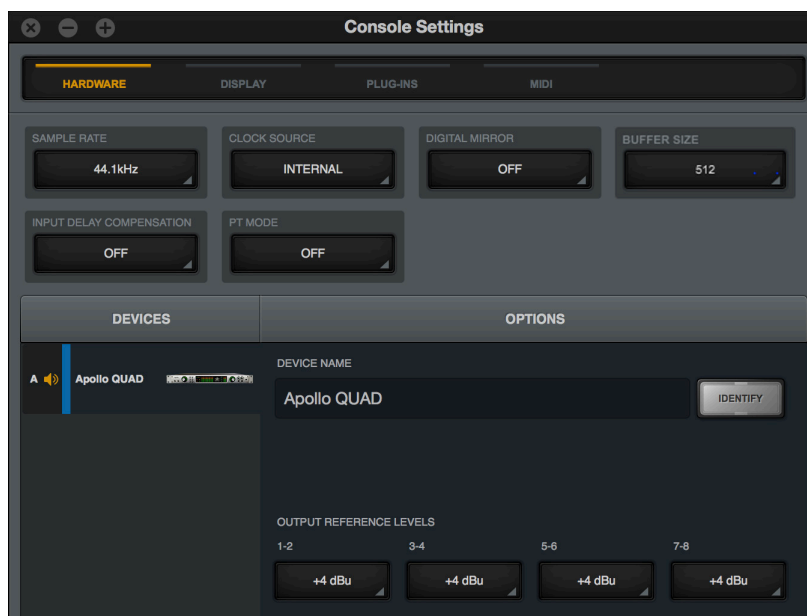 Console Settings
HARDWARE
DISPLAY
PLUG-INS
MIDI
SAMPLE RATE
CLOCK SOURCE
DIGITAL MIRROR
BUFFER SIZE
44.1kHz
INTERNAL
OFF
512
INPUT DELAY COMPENSATION
PT MODE
OFF
OFF
DEVICES
OPTIONS
A
Apollo QUAD
DEVICE NAME
Apollo QUAD
IDENTIFY
OUTPUT REFERENCE LEVELS
1-2
3-4
5-6
7-8
+4 dBu
+4 dBu
+4 dBu
+4 dBu